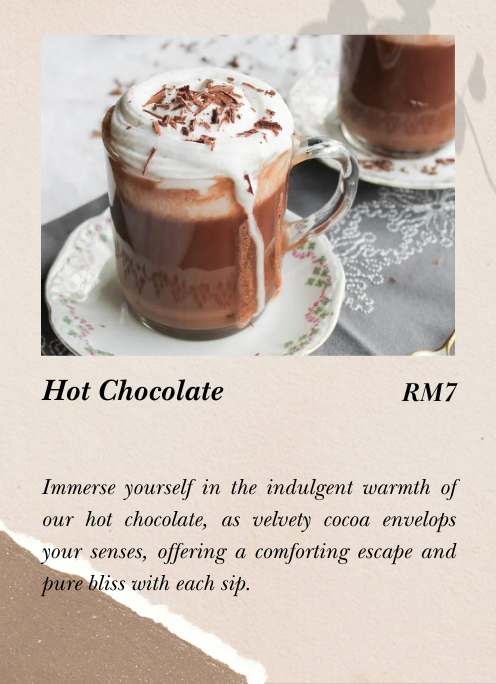 Hot Chocolate RM7
Immerse yourself in the indulgent warmth of
our hot chocolate, as velvety cocoa envelops
your senses, offering a comforting escape and
pure bliss with each sip.